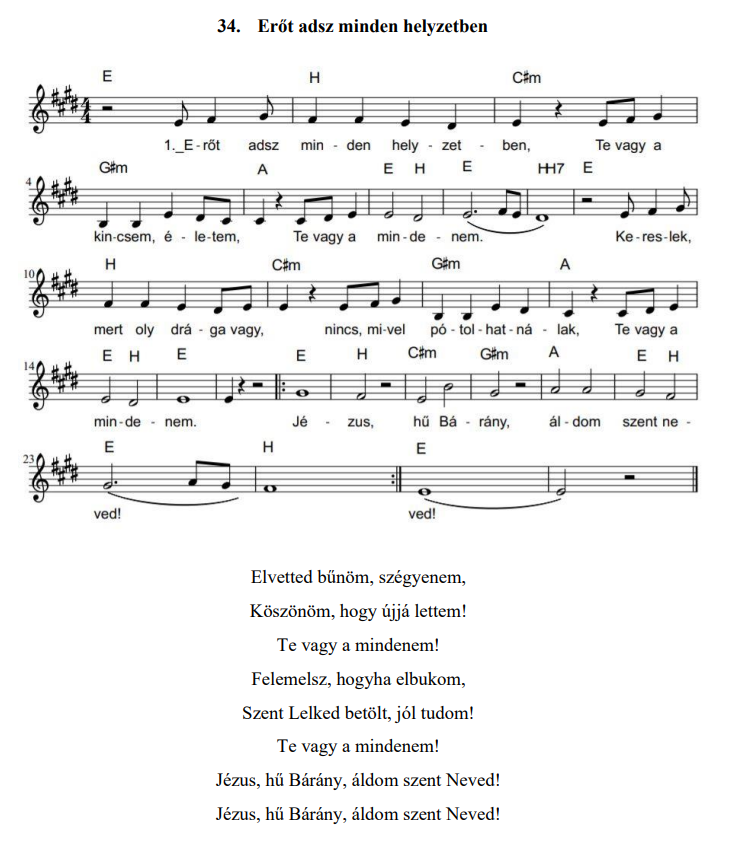 34. Erőt adsz minden helyzetben
E H C#m
1._E-rőt adsz min - den hely - zet - ben, Te vagy a
4 G#m A E H E H H7 E
kincsem, é - le-tem, Te vagy a min-de - nem. Ke-res-lek,
10 H C#m G#m A
mert oly drá - ga vagy, nincs, mi-vel pó - tol-hat-ná - lak, Te vagy a
14 E H E E H C#m G#m A E H
min-de - nem. Jé - zus, hű Bá - rány, ál - dom szent ne -
23 E H E
ved! ved!
Elvetted bűnöm, szégyenem,
Köszönöm, hogy újjá lettem!
Te vagy a mindenem!
Felemelsz, hogyha elbukom,
Szent Lelked betölt, jól tudom!
Te vagy a mindenem!
Jézus, hű Bárány, áldom szent Neved!
Jézus, hű Bárány, áldom szent Neved!